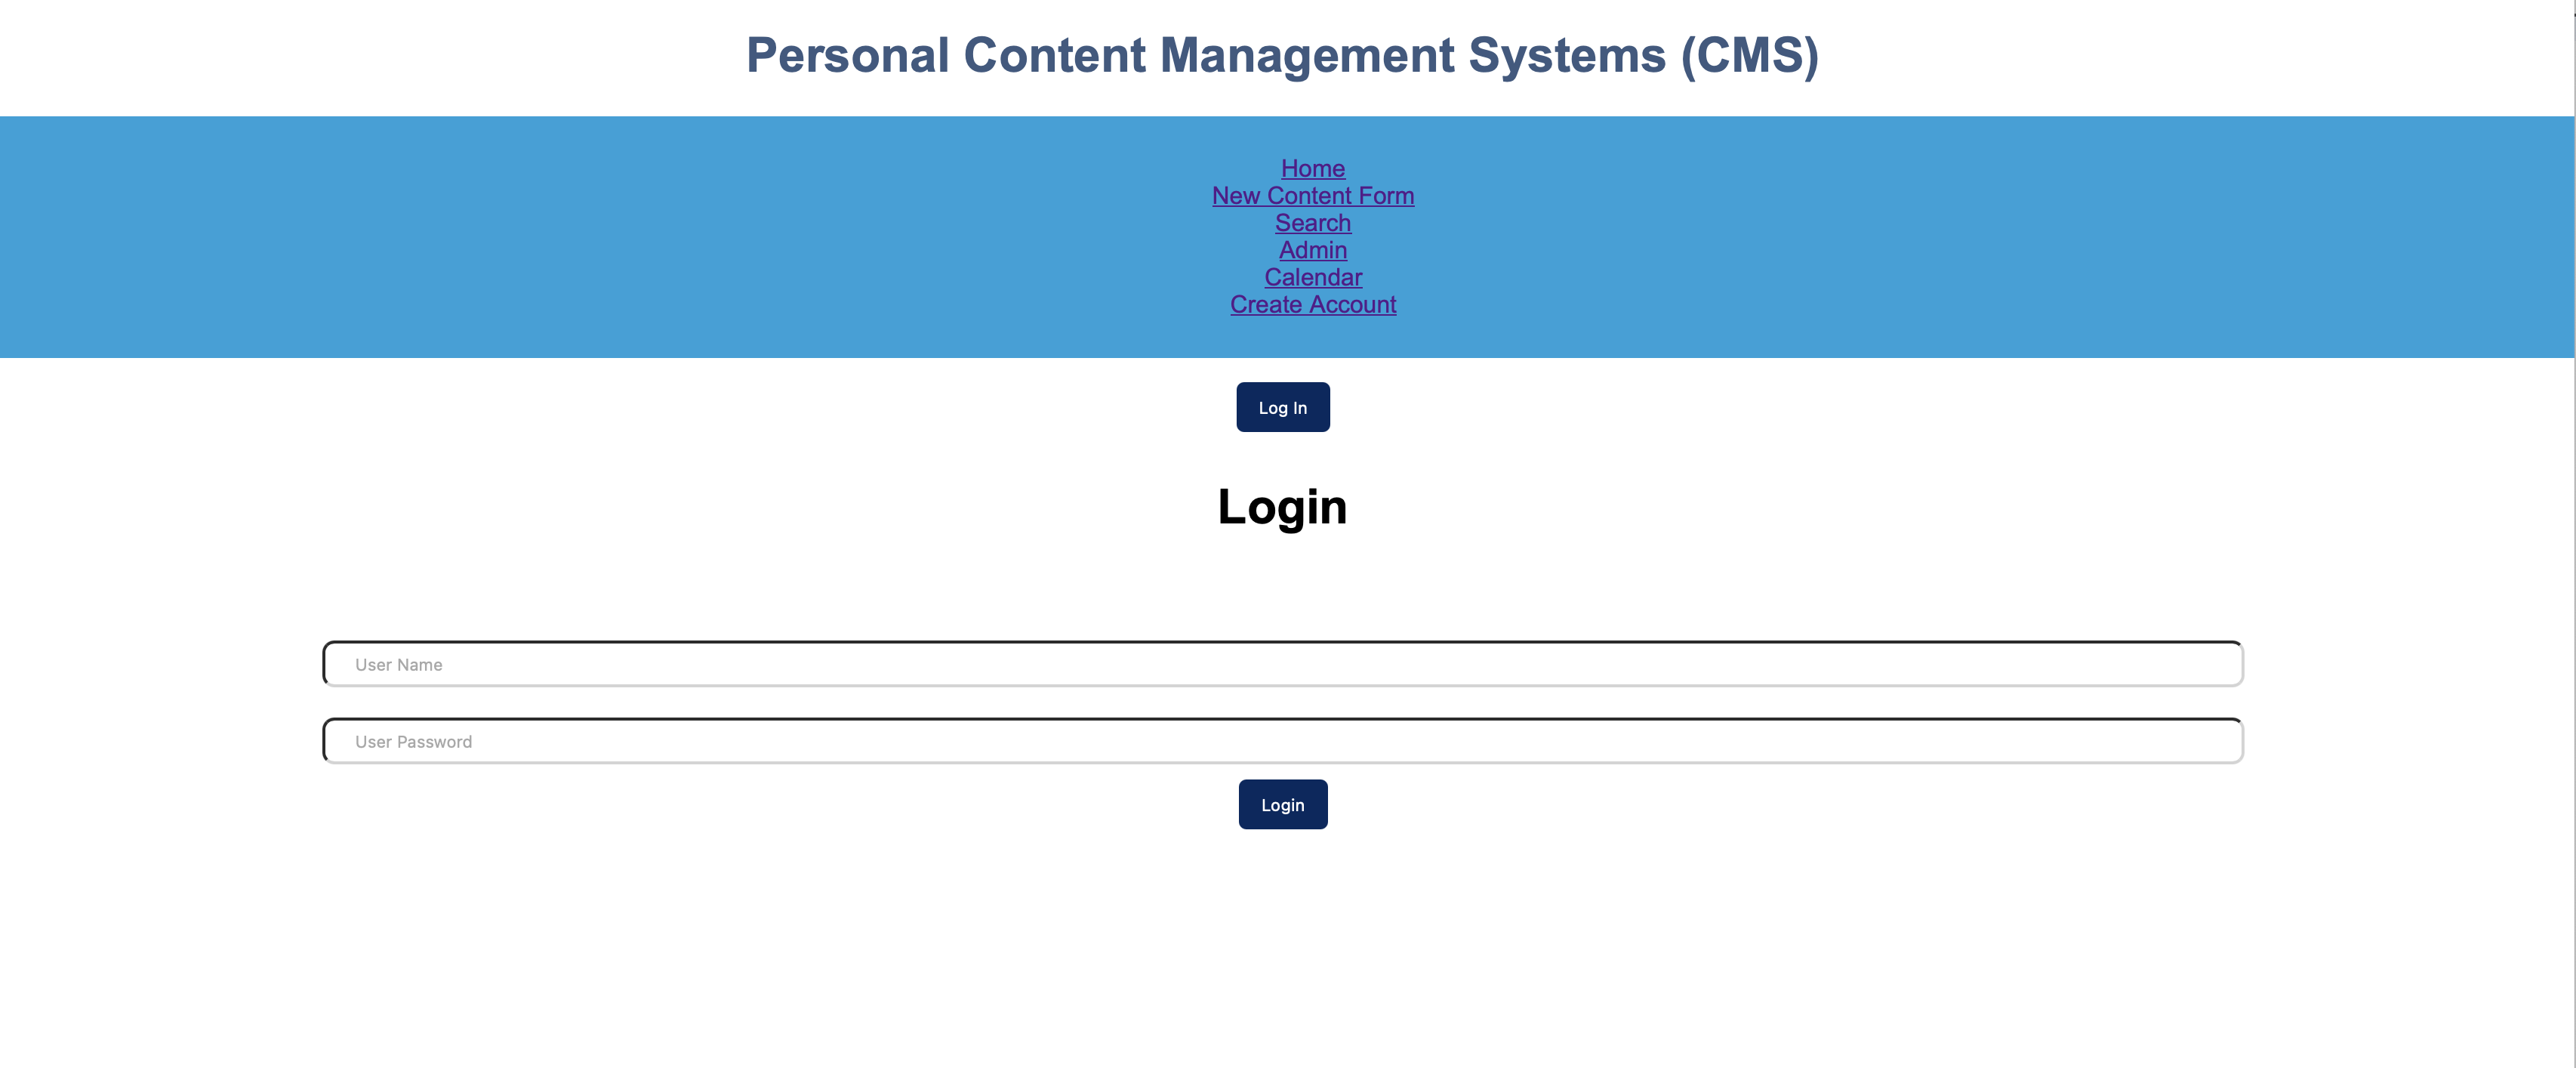 Personal Content Management Systems (CMS)
Home
New Content Form
Search
Admin
Calendar
Create Account
Log In
Login
User Name
User Password
Login